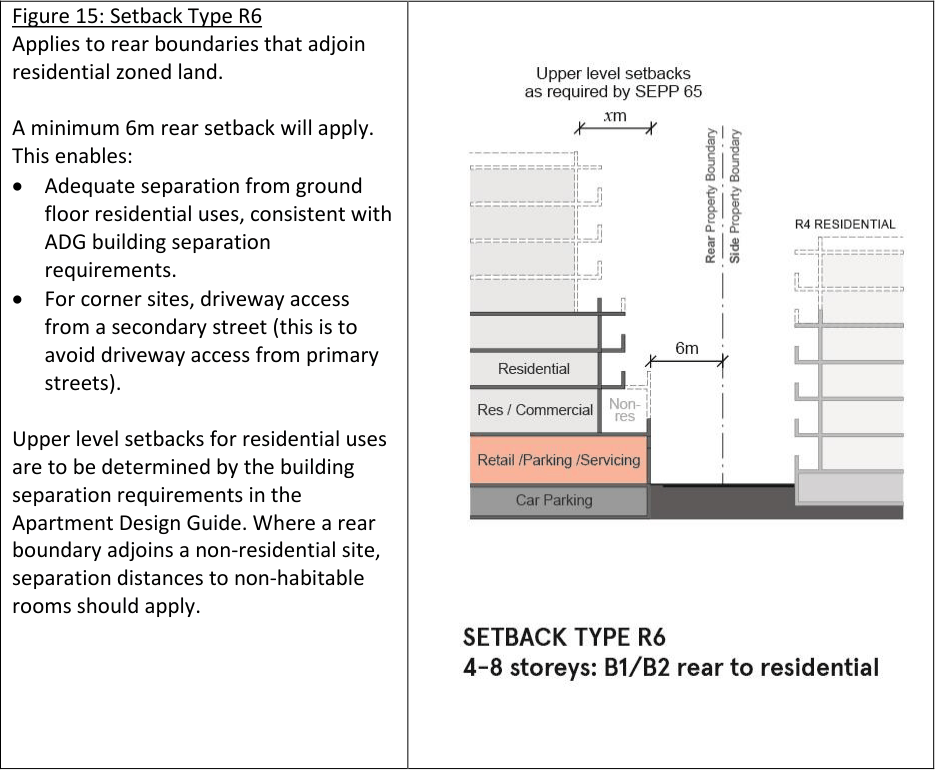 Figure 15: Setback Type R6
Applies to rear boundaries that adjoin
residential zoned land.
A minimum 6m rear setback will apply.
This enables:
• Adequate separation from ground
floor residential uses, consistent with
ADG building separation
requirements.
• For corner sites, driveway access
from a secondary street (this is to
avoid driveway access from primary
streets).
Upper level setbacks for residential uses
are to be determined by the building
separation requirements in the
Apartment Design Guide. Where a rear
boundary adjoins a non-residential site,
separation distances to non-habitable
rooms should apply.
Upper level setbacks
as required by SEPP 65
xm
Rear Property Boundary
Side Property Boundary
R4 RESIDENTIAL
6m
Residential
Res / Commercial
Non-
res
Retail /Parking /Servicing
Car Parking
SETBACK TYPE R6
4-8 storeys: B1/B2 rear to residential